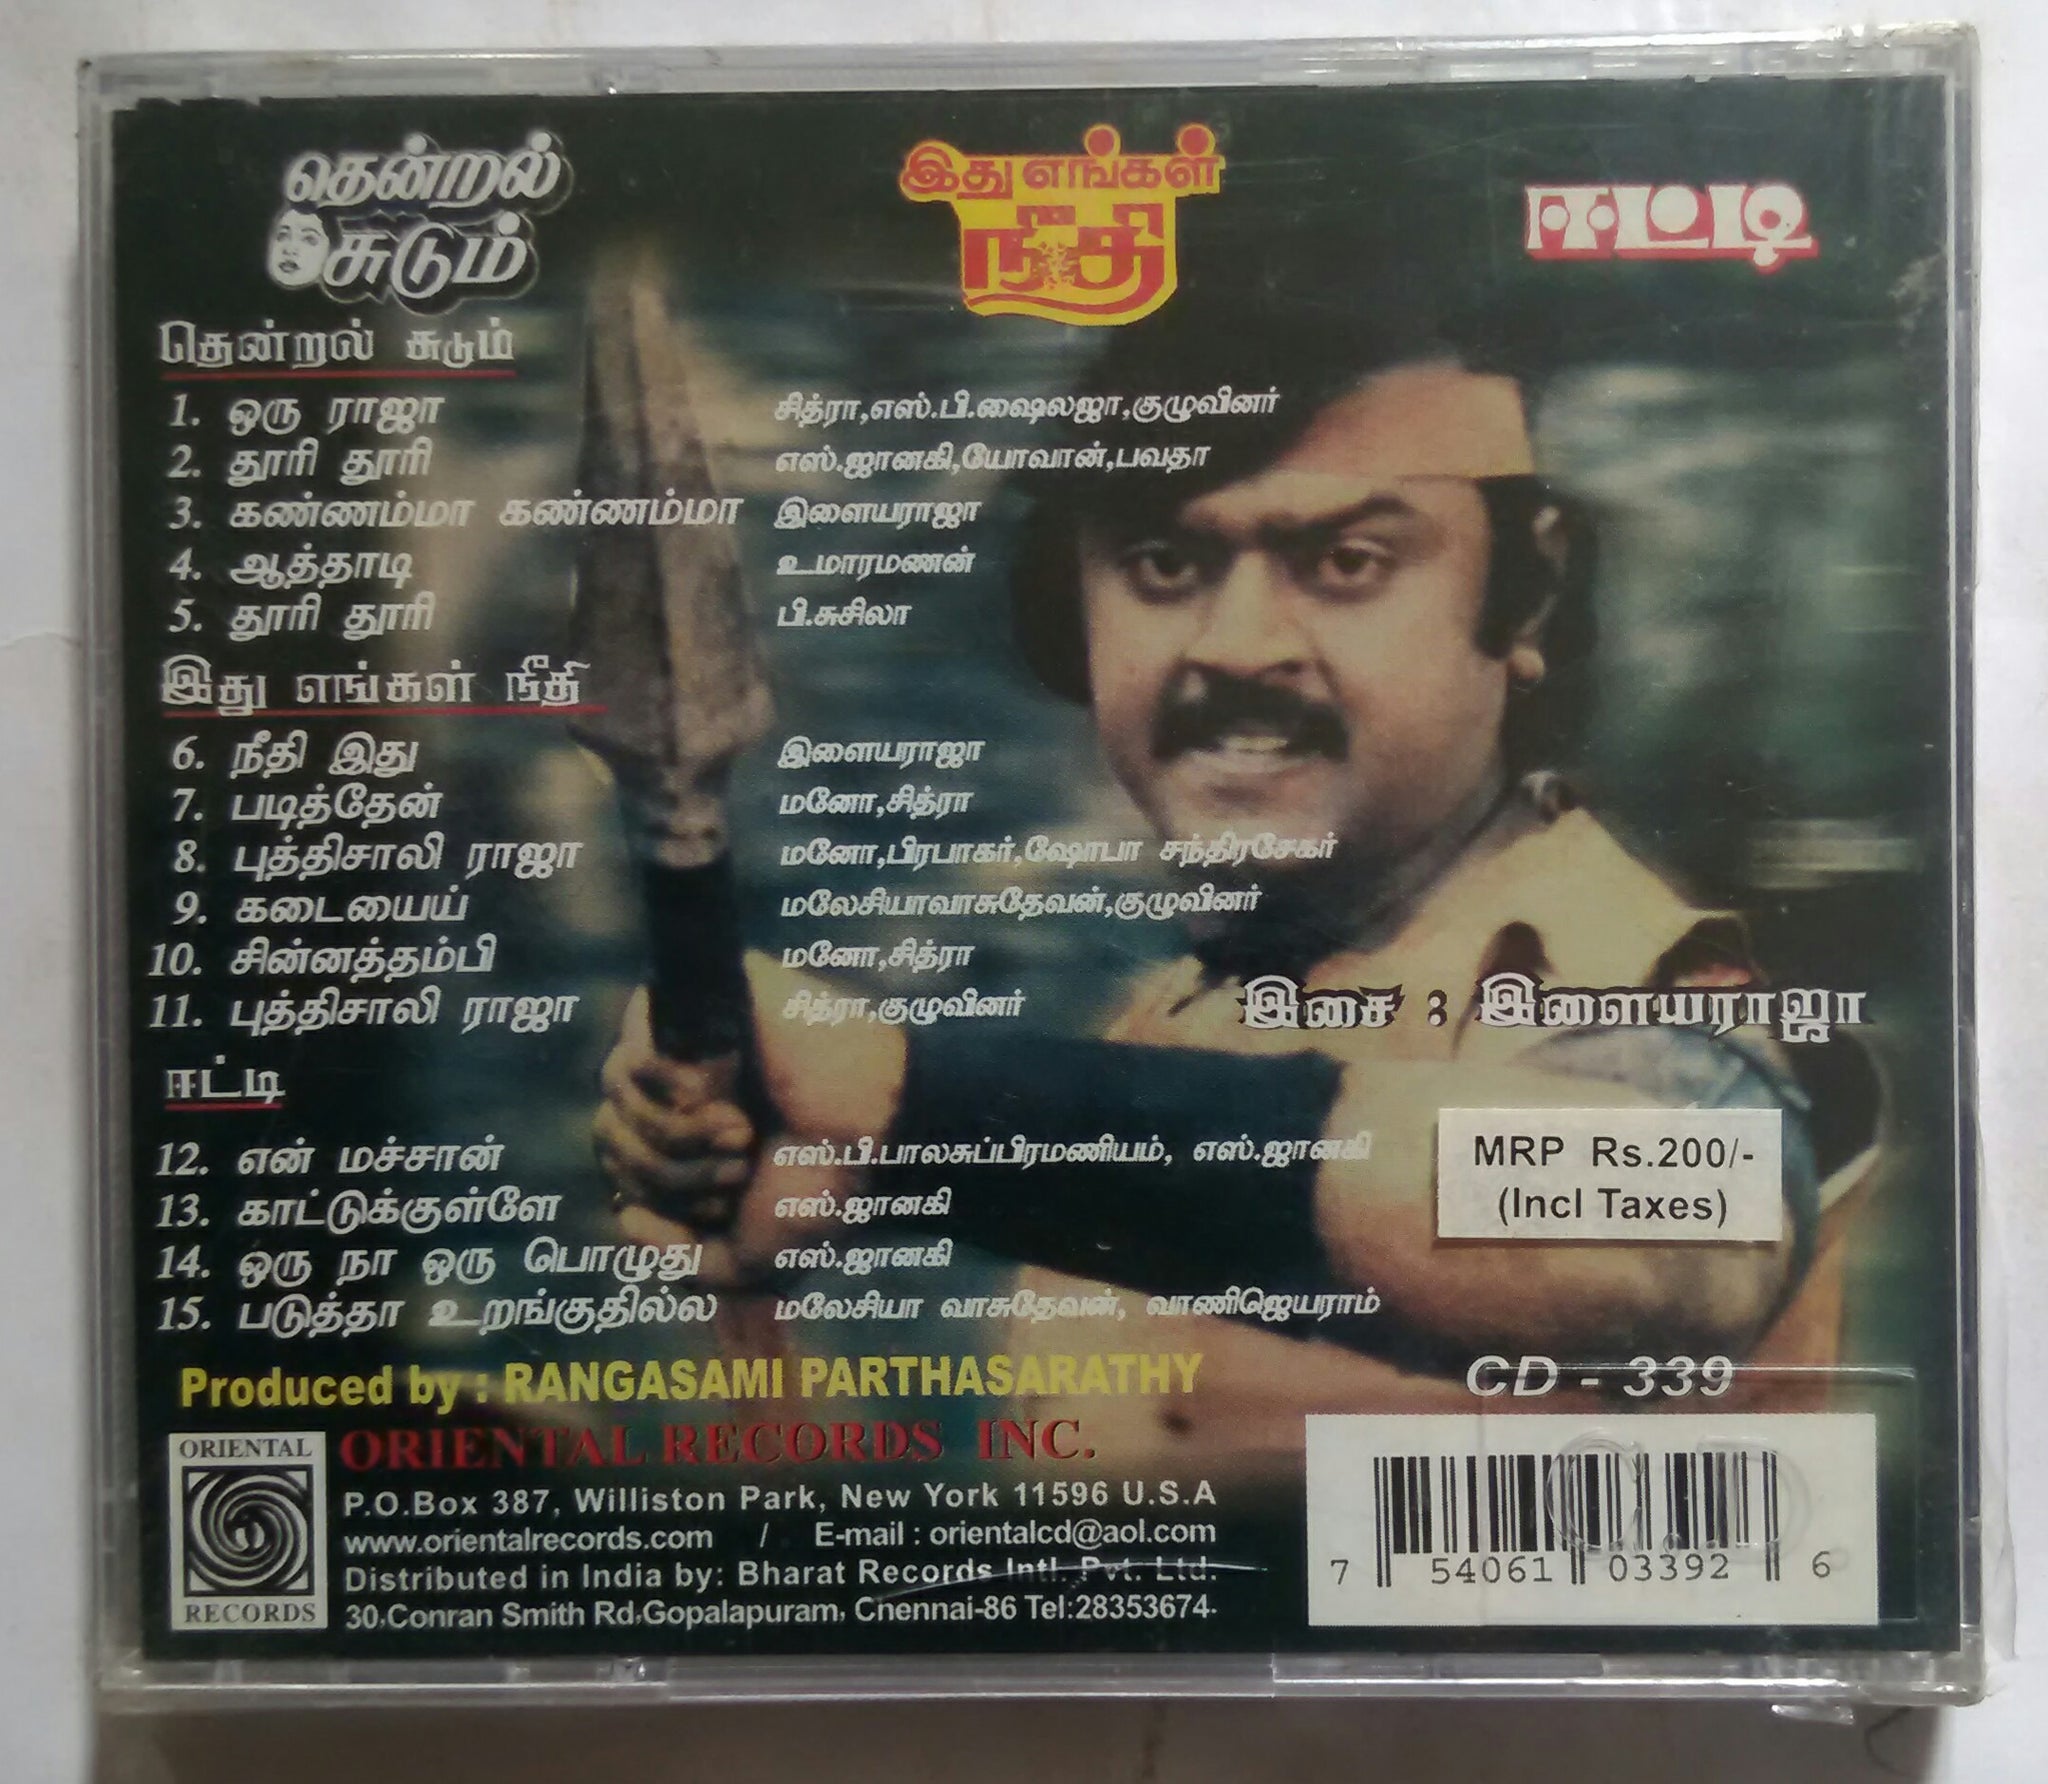 தென்றல்
சுடும்
இது எங்கள்
நீதி
ஈட்டி
தென்றல் சுடும்
1. ஒரு ராஜா சித்ரா,எஸ்.பி.ஷைலஜா,குழுவினர்
2. தூரி தூரி எஸ்.ஜானகி,யோவான்,பவதா
3. கண்ணம்மா கண்ணம்மா இளையராஜா
4. ஆத்தாடி உமாரமணன்
5. தூரி தூரி பி.சுசிலா
இது எங்கள் நீதி
6. நீதி இது இளையராஜா
7. படித்தேன் மனோ,சித்ரா
8. புத்திசாலி ராஜா மனோ,பிரபாகர்,ஷோபா சந்திரசேகர்
9. கடையைய் மலேசியாவாசுதேவன்,குழுவினர்
10. சின்னத்தம்பி மனோ,சித்ரா
11. புத்திசாலி ராஜா சித்ரா,குழுவினர்
இசை : இளையராஜா
ஈட்டி
12. என் மச்சான் எஸ்.பி.பாலசுப்பிரமணியம், எஸ்.ஜானகி
13. காட்டுக்குள்ளே எஸ்.ஜானகி
14. ஒரு நா ஒரு பொழுது எஸ்.ஜானகி
15. படுத்தா உறங்குதில்ல மலேசியா வாசுதேவன், வாணிஜெயராம்
MRP Rs.200/-
(Incl Taxes)
Produced by : RANGASAMI PARTHASARATHY
CD - 339
ORIENTAL
RECORDS
ORIENTAL RECORDS INC.
P.O.Box 387, Williston Park, New York 11596 U.S.A
www.orientalrecords.com / E-mail : orientalcd@aol.com
Distributed in India by: Bharat Records Intl. Pvt. Ltd.
30,Conran Smith Rd,Gopalapuram, Chennai-86 Tel:28353674.
7 54061 03392 6